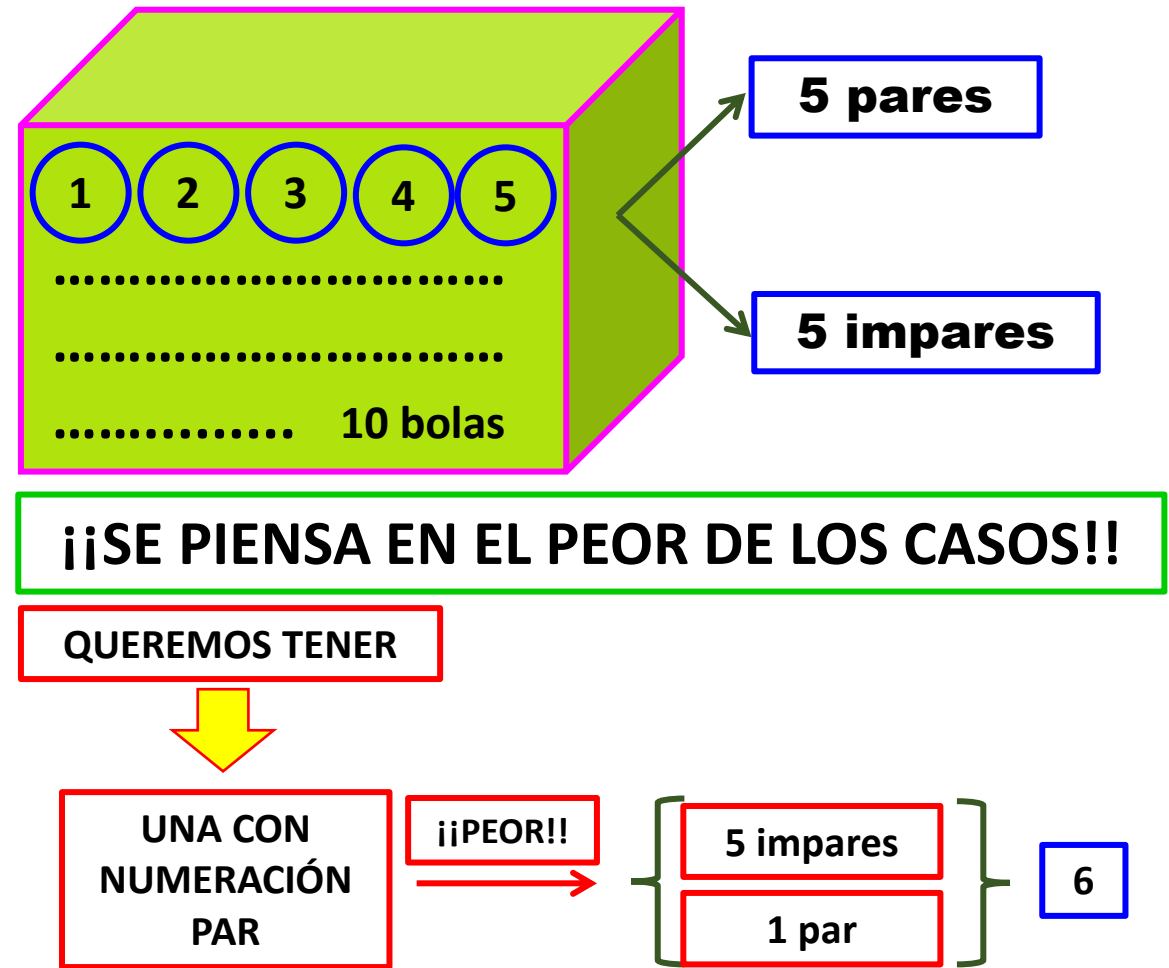 5 pares
1 2 3 4 5
5 impares
................................
................................
................ 10 bolas
¡¡SE PIENSA EN EL PEOR DE LOS CASOS!!
QUEREMOS TENER
UNA CON
NUMERACIÓN
PAR
¡¡PEOR!!
5 impares
1 par
6